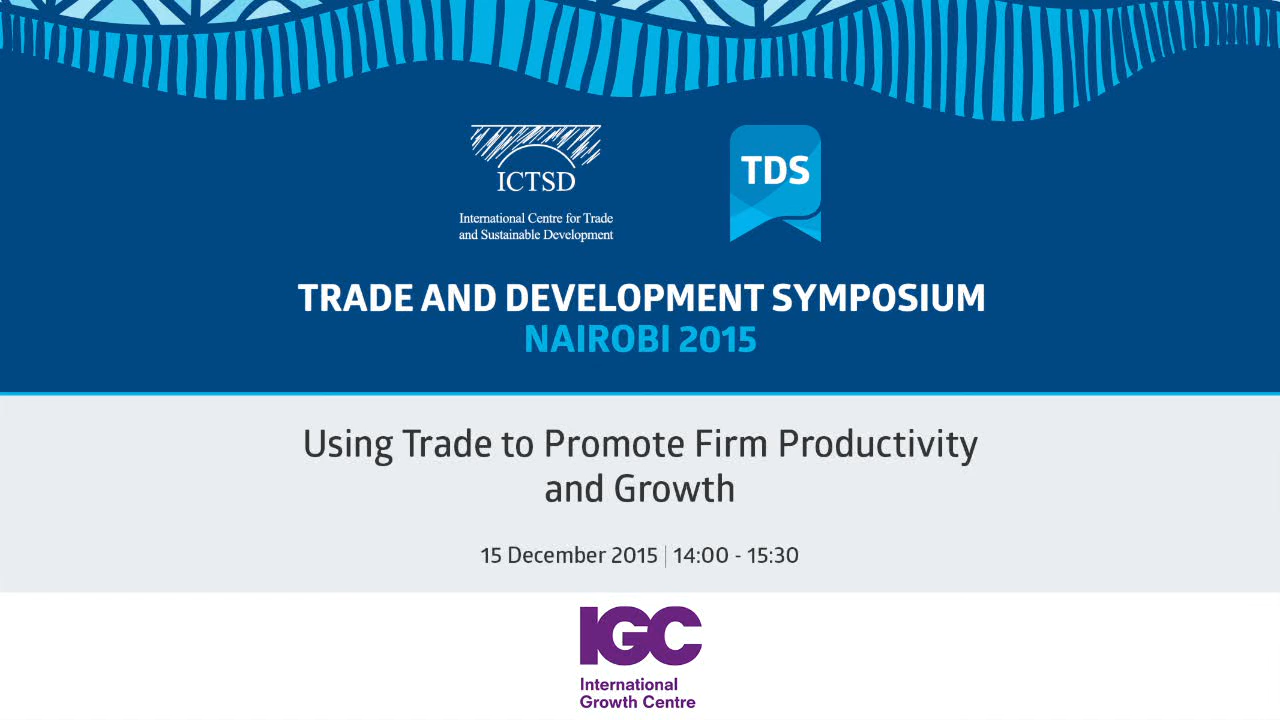 ICTSD
International Centre for Trade
and Sustainable Development
TDS
TRADE AND DEVELOPMENT SYMPOSIUM
NAIROBI 2015
Using Trade to Promote Firm Productivity
and Growth
15 December 2015 | 14:00 - 15:30
IGC
International
Growth Centre